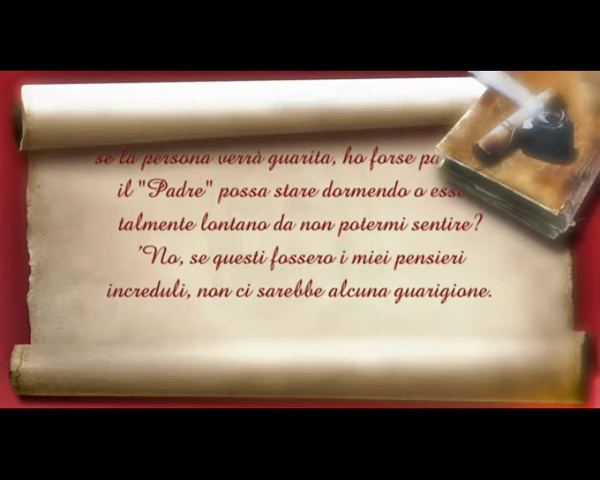 se la persona verrà guarita, ho forse
il "Padre" possa stare dormendo o
talmente lontano da non potermi sentire?
'No, se questi fossero i miei pensieri
increduli, non ci sarebbe alcuna guarigione.